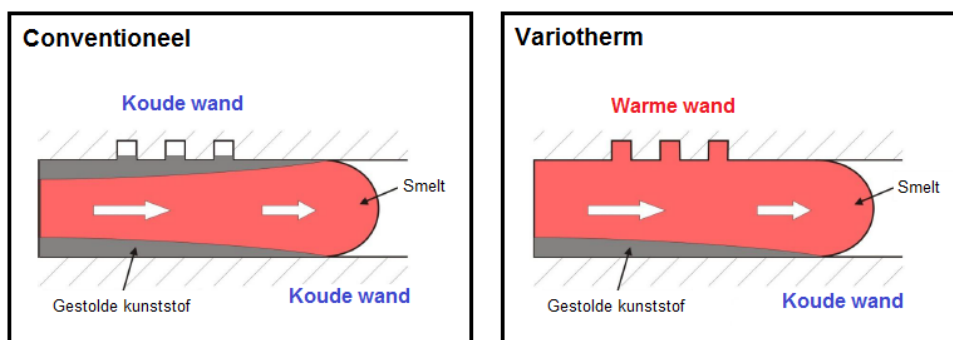 Conventioneel
Koude wand
Smelt
Gestolde kunststof
Koude wand
Variotherm
Warme wand
Smelt
Gestolde kunststof
Koude wand